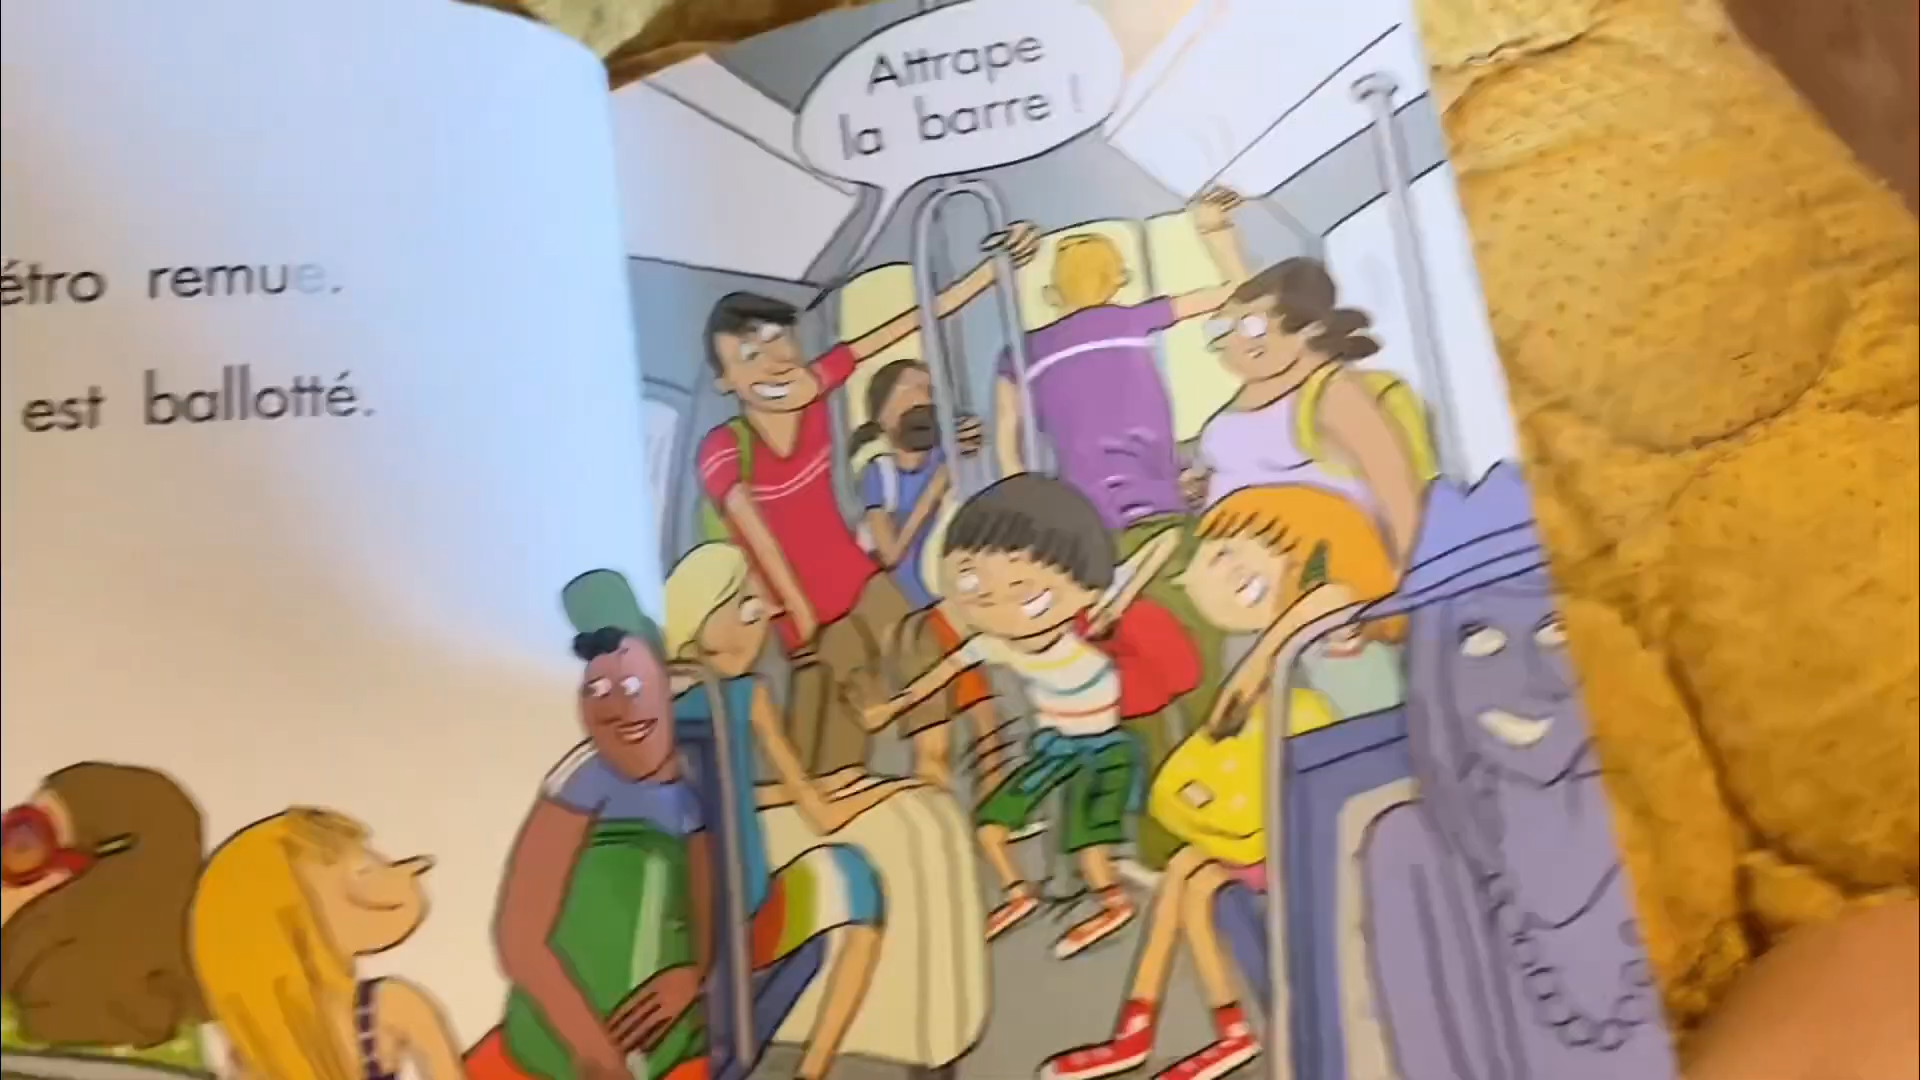 étro remue.
est ballotté.
Attrape
la barre !